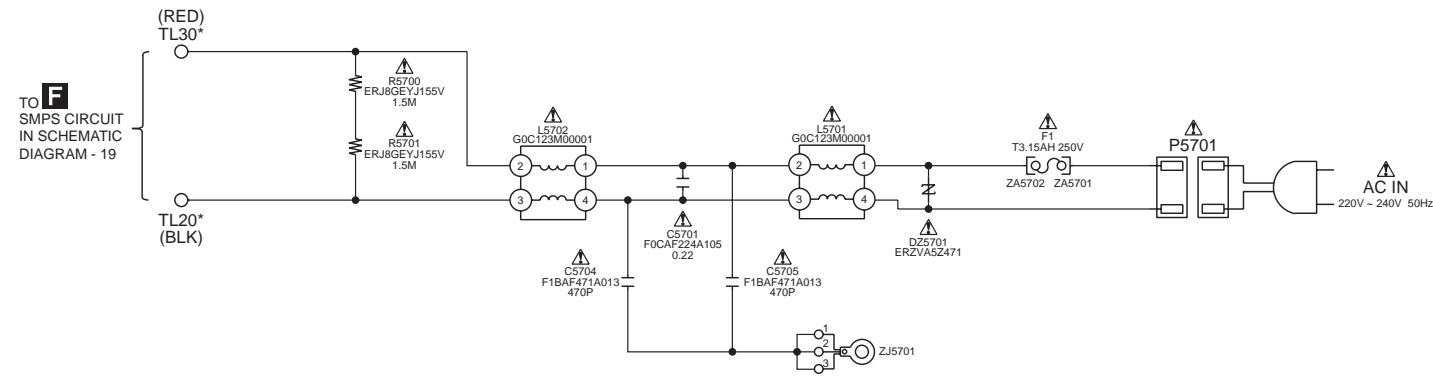 (RED)
TL30*
TO F
SMPS CIRCUIT
IN SCHEMATIC
DIAGRAM - 19
TL20*
(BLK)
R5700
ERJ8GEYJ155V
1.5M
R5701
ERJ8GEYJ155V
1.5M
L5702
G0C123M00001
2
1
3
4
C5701
F0CAF224A105
0.22
C5704
F1BAF471A013
470P
C5705
F1BAF471A013
470P
L5701
G0C123M00001
2
1
3
4
DZ5701
ERZVA5Z471
F1
T3.15AH 250V
ZA5702
ZA5701
P5701
AC IN
220V ~ 240V 50Hz
1
2
3
ZJ5701